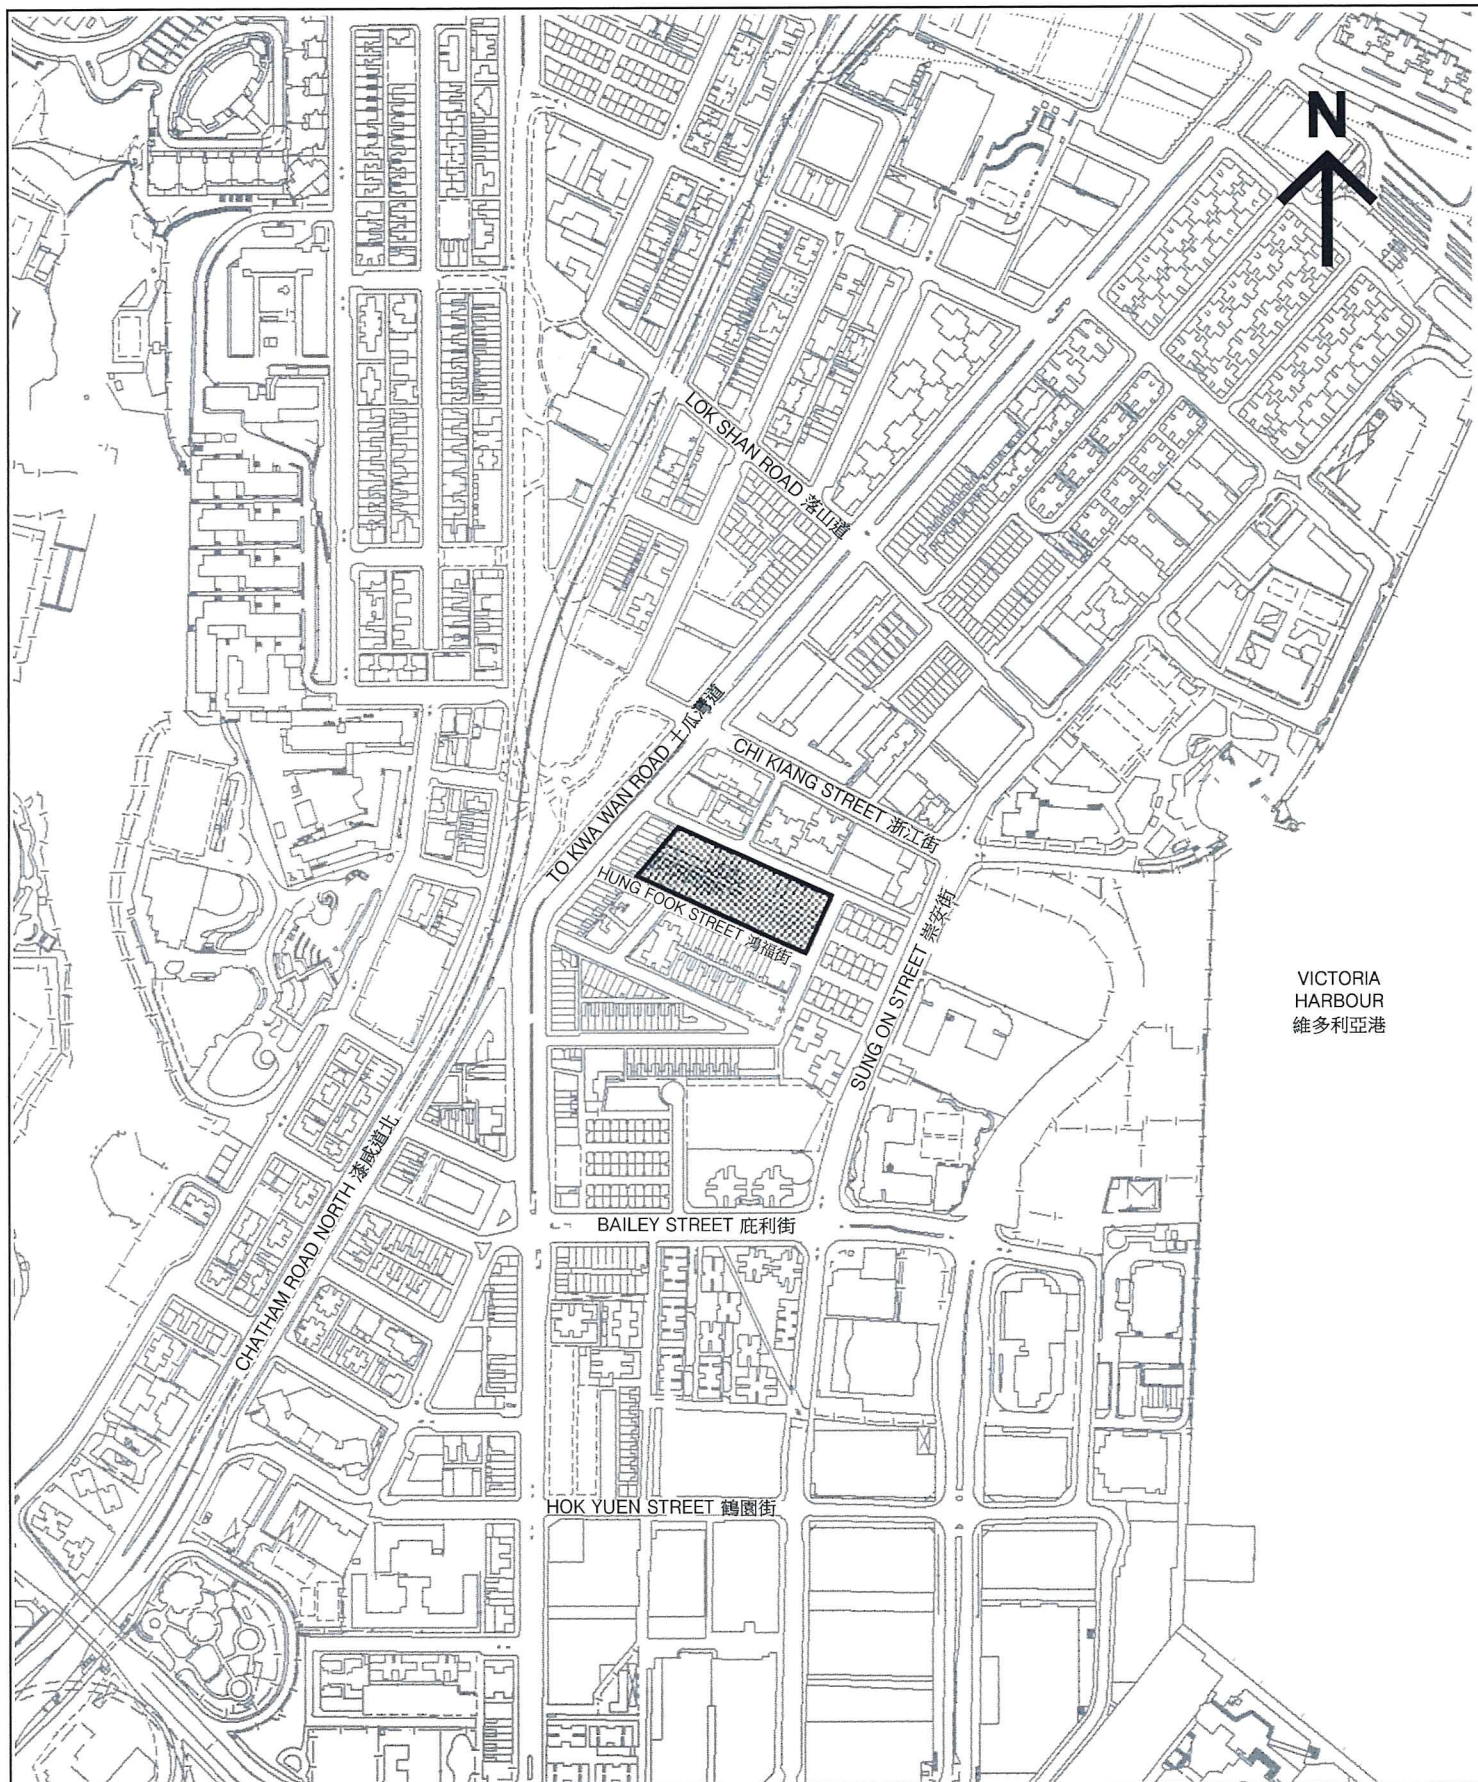 N
LOK SHAN ROAD 落山道
TO KWA WAN ROAD 土瓜灣道
CHI KIANG STREET 浙江街
HUNG FOOK STREET 鴻福街
SUNG ON STREET 崇安街
VICTORIA
HARBOUR
維多利亞港
CHATHAM ROAD NORTH 漆咸道北
BAILEY STREET 庇利街
HOK YUEN STREET 鶴園街